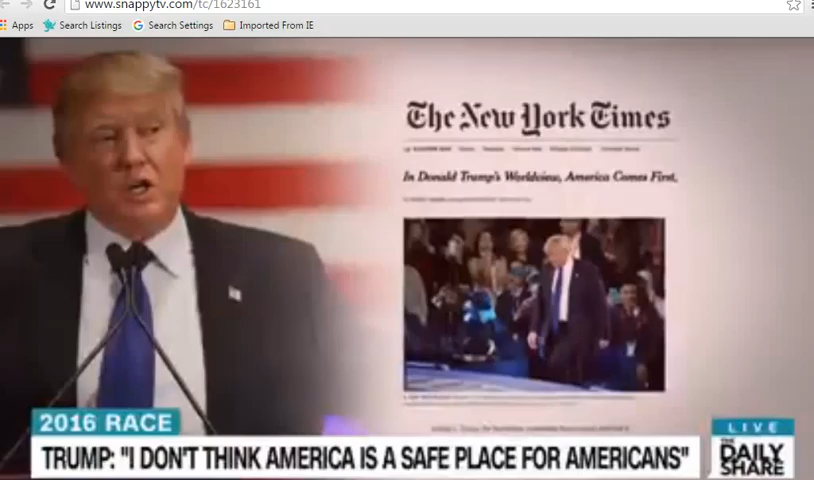 www.snappytv.com/tc/1623161
Apps Search Listings Search Settings Imported From IE
The New York Times
In Donald Trump's Worldview, America Comes First,
2016 RACE
LIVE
TRUMP: "I DON'T THINK AMERICA IS A SAFE PLACE FOR AMERICANS"
THE
DAILY
SHARE